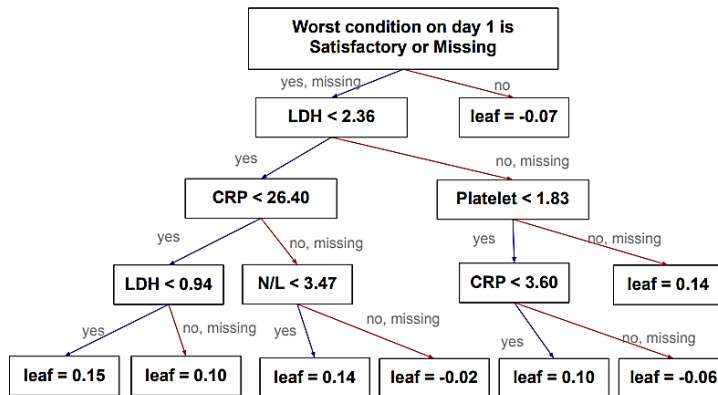 Worst condition on day 1 is
Satisfactory or Missing
yes, missing
no
LDH < 2.36
leaf = -0.07
yes
no, missing
CRP < 26.40
Platelet < 1.83
yes
no, missing
yes
no, missing
LDH < 0.94
N/L < 3.47
CRP < 3.60
leaf = 0.14
yes
no, missing
yes
no, missing
yes
no, missing
leaf = 0.15
leaf = 0.10
leaf = 0.14
leaf = -0.02
leaf = 0.10
leaf = -0.06